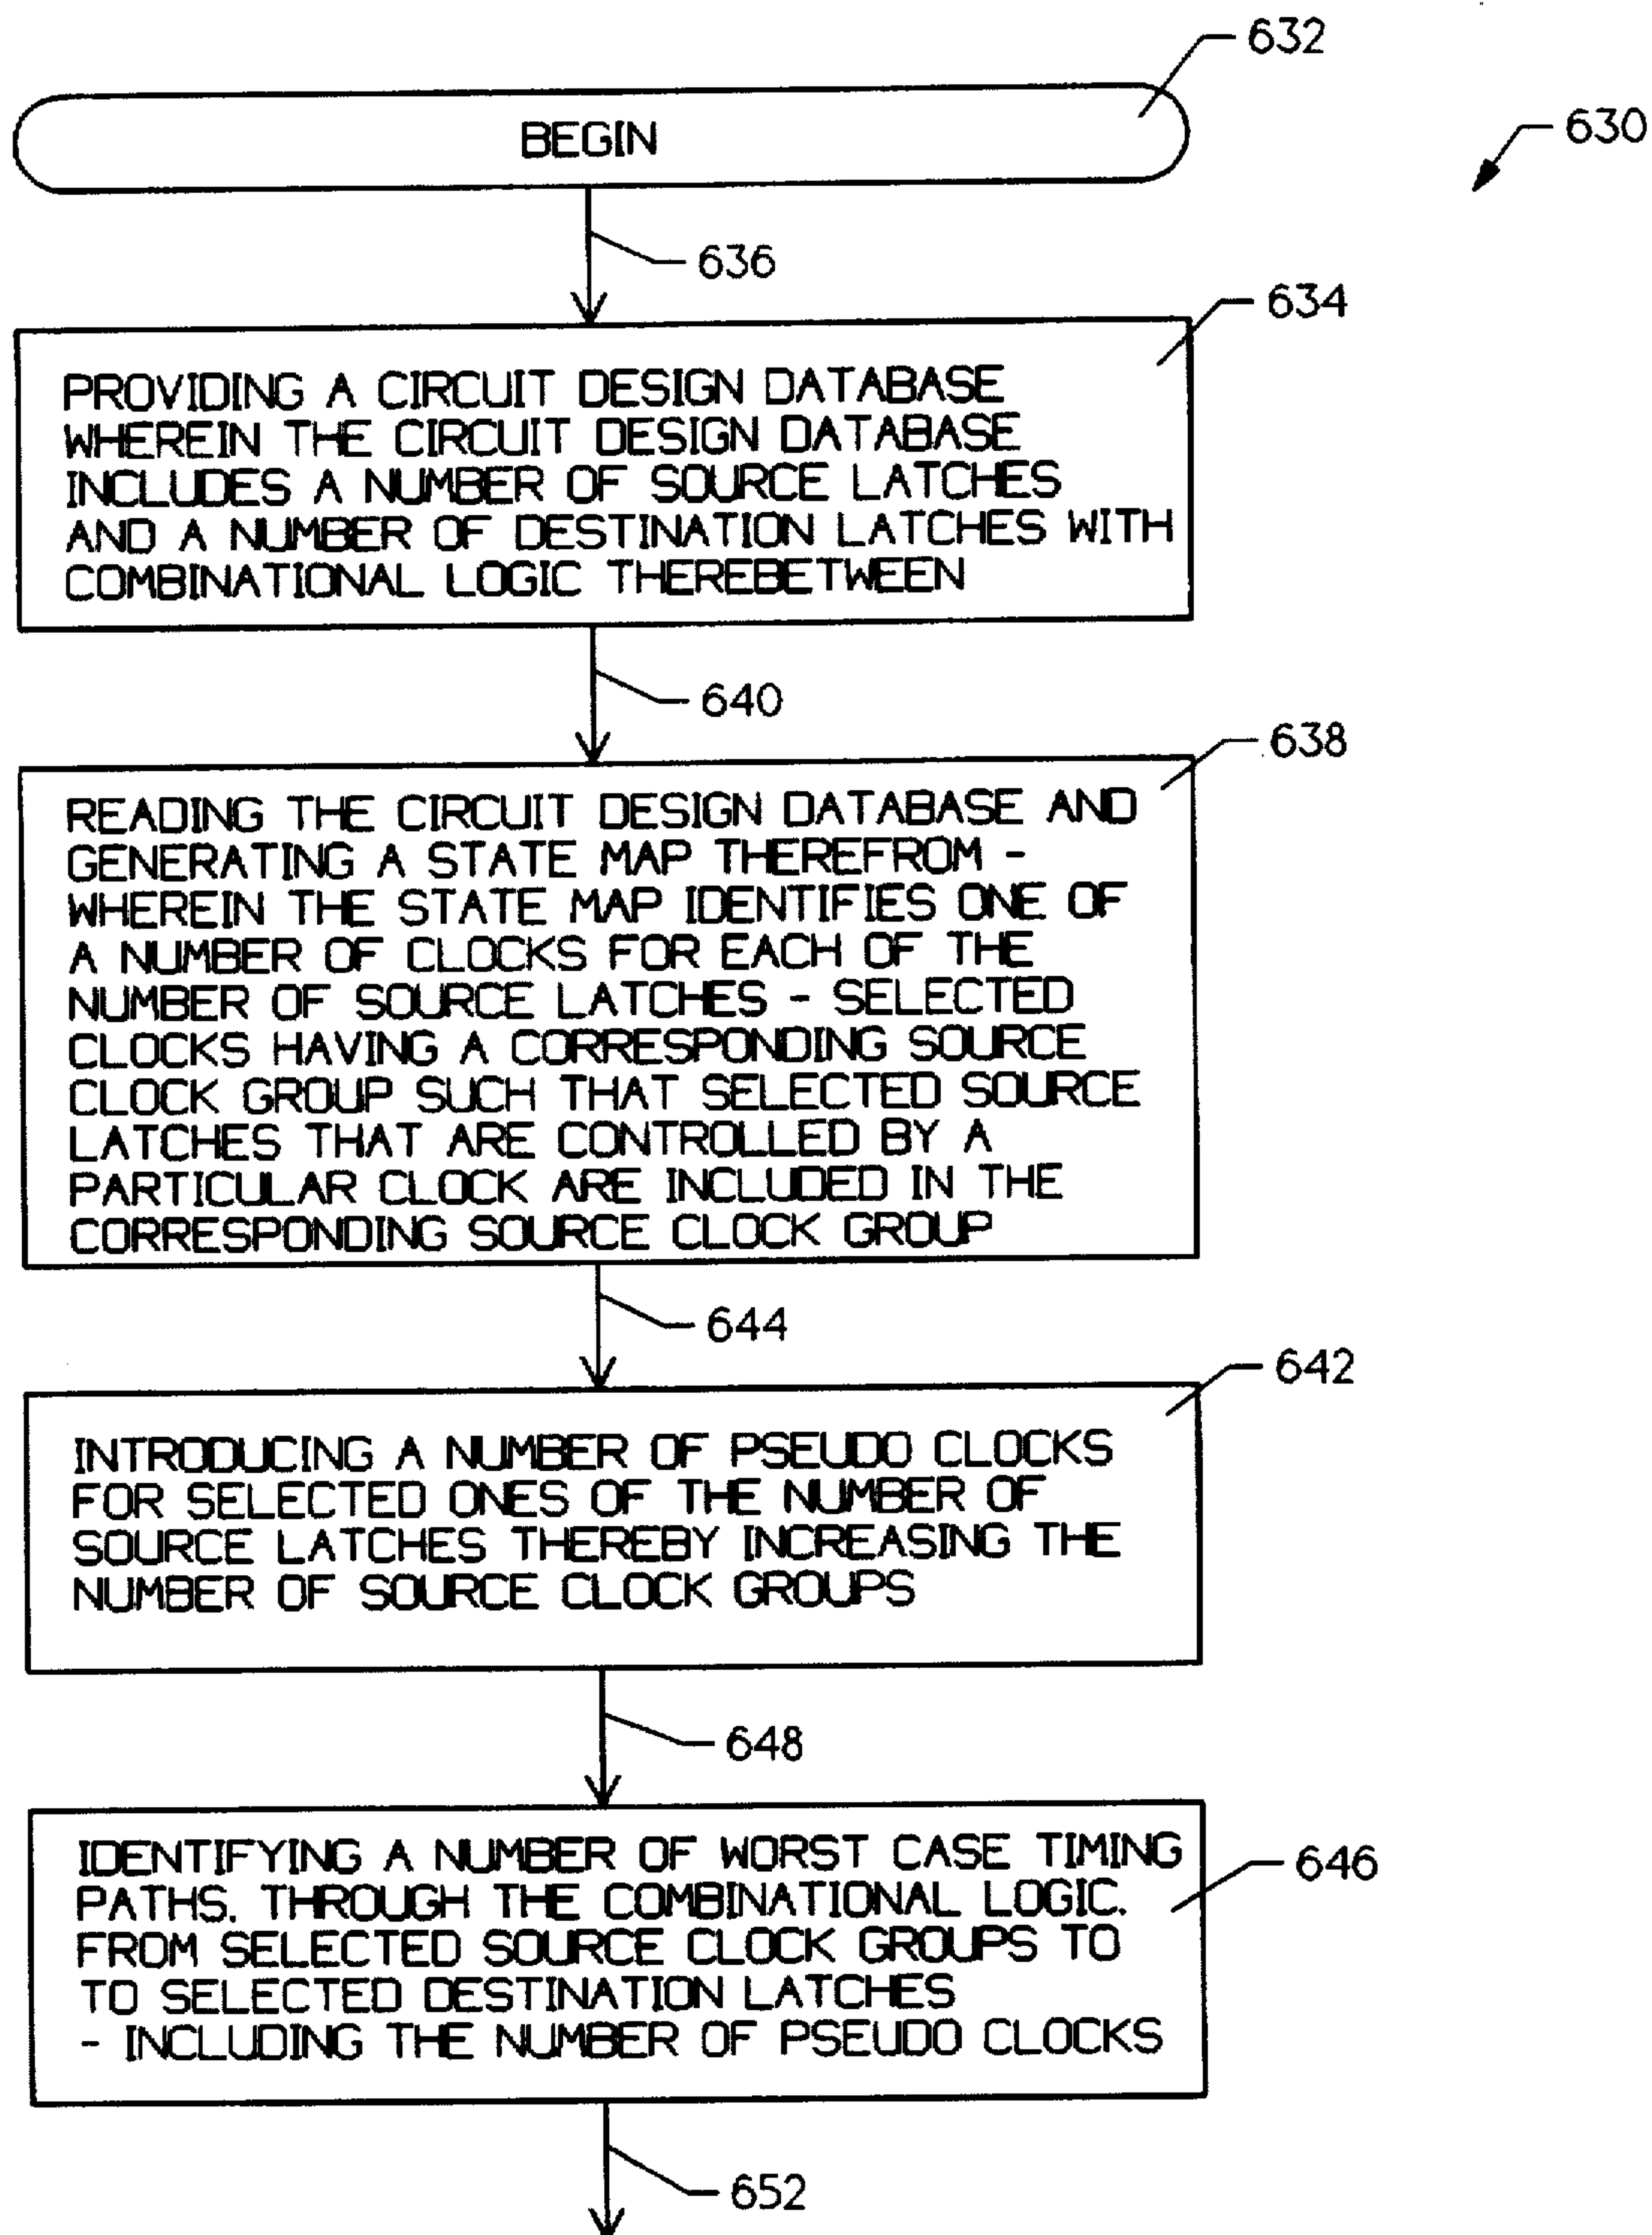 632
BEGIN
630
636
634
PROVIDING A CIRCUIT DESIGN DATABASE
WHEREIN THE CIRCUIT DESIGN DATABASE
INCLUDES A NUMBER OF SOURCE LATCHES
AND A NUMBER OF DESTINATION LATCHES WITH
COMBINATIONAL LOGIC THEREBETWEEN
640
638
READING THE CIRCUIT DESIGN DATABASE AND
GENERATING A STATE MAP THEREFROM -
WHEREIN THE STATE MAP IDENTIFIES ONE OF
A NUMBER OF CLOCKS FOR EACH OF THE
NUMBER OF SOURCE LATCHES - SELECTED
CLOCKS HAVING A CORRESPONDING SOURCE
CLOCK GROUP SUCH THAT SELECTED SOURCE
LATCHES THAT ARE CONTROLLED BY A
PARTICULAR CLOCK ARE INCLUDED IN THE
CORRESPONDING SOURCE CLOCK GROUP
644
642
INTRODUCING A NUMBER OF PSEUDO CLOCKS
FOR SELECTED ONES OF THE NUMBER OF
SOURCE LATCHES THEREBY INCREASING THE
NUMBER OF SOURCE CLOCK GROUPS
648
646
IDENTIFYING A NUMBER OF WORST CASE TIMING
PATHS. THROUGH THE COMBINATIONAL LOGIC.
FROM SELECTED SOURCE CLOCK GROUPS TO
TO SELECTED DESTINATION LATCHES
- INCLUDING THE NUMBER OF PSEUDO CLOCKS
652